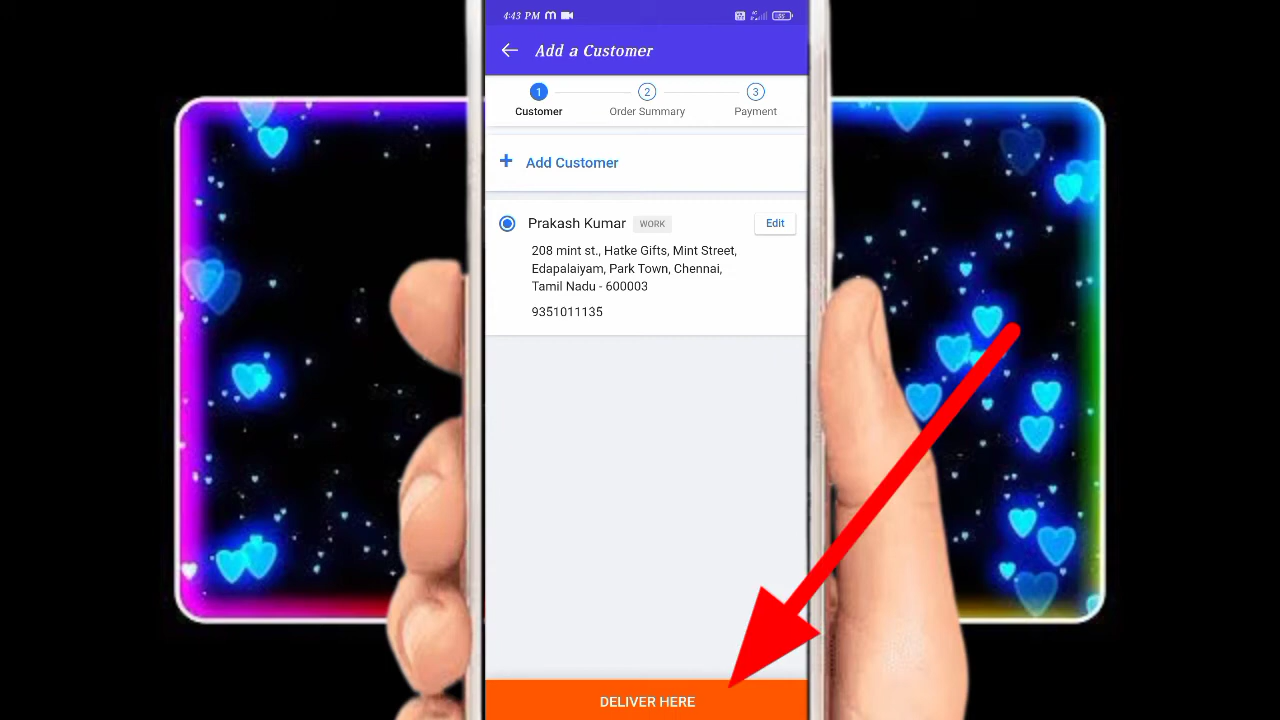 4:43 PM
Add a Customer
1 2 3
Customer Order Summary Payment
+ Add Customer
Prakash Kumar WORK Edit
208 mint st., Hatke Gifts, Mint Street,
Edapalaiyam, Park Town, Chennai,
Tamil Nadu - 600003
9351011135
DELIVER HERE